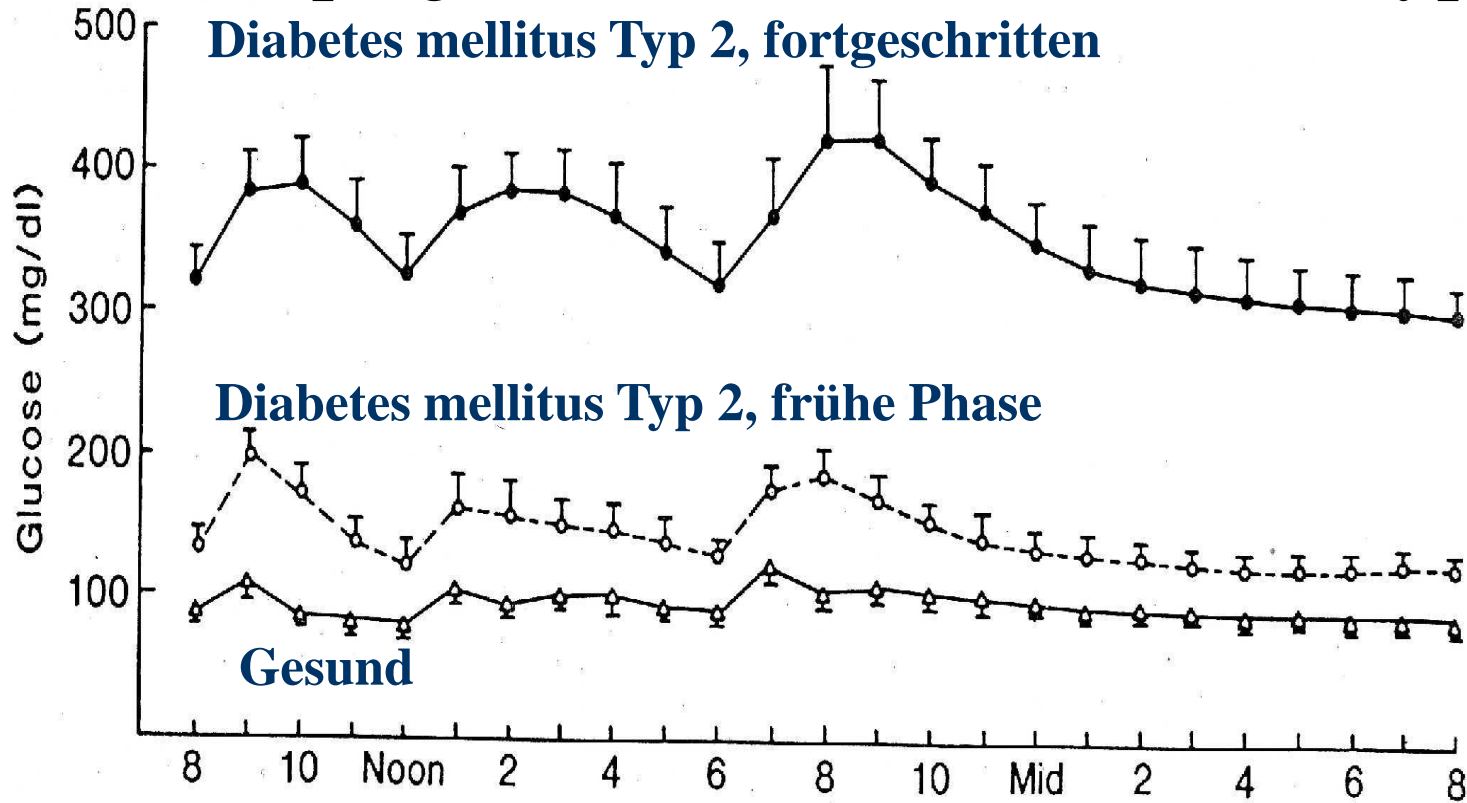 500
Diabetes mellitus Typ 2, fortgeschritten
400
300
Diabetes mellitus Typ 2, frühe Phase
200
100
Gesund
Glucose (mg/dl)
8 10 Noon 2 4 6 8 10 Mid 2 4 6 8